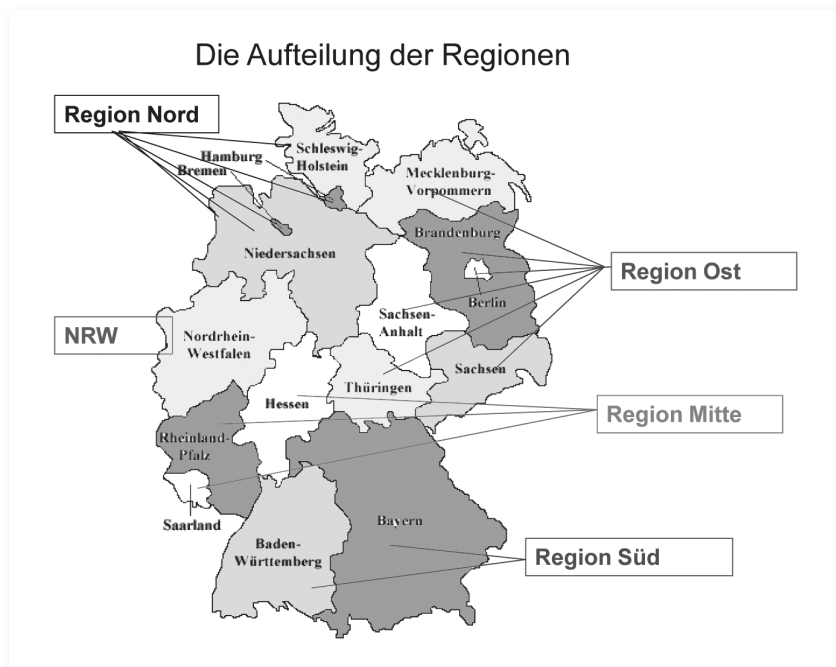 Die Aufteilung der Regionen
Region Nord
Hamburg
Bremen
Schleswig-
Holstein
Mecklenburg-
Vorpommern
Brandenburg
Niedersachsen
Region Ost
Berlin
Sachsen-
Anhalt
NRW
Nordrhein-
Westfalen
Sachsen
Thüringen
Hessen
Region Mitte
Rheinland-
Pfalz
Saarland
Bayern
Baden-
Württemberg
Region Süd